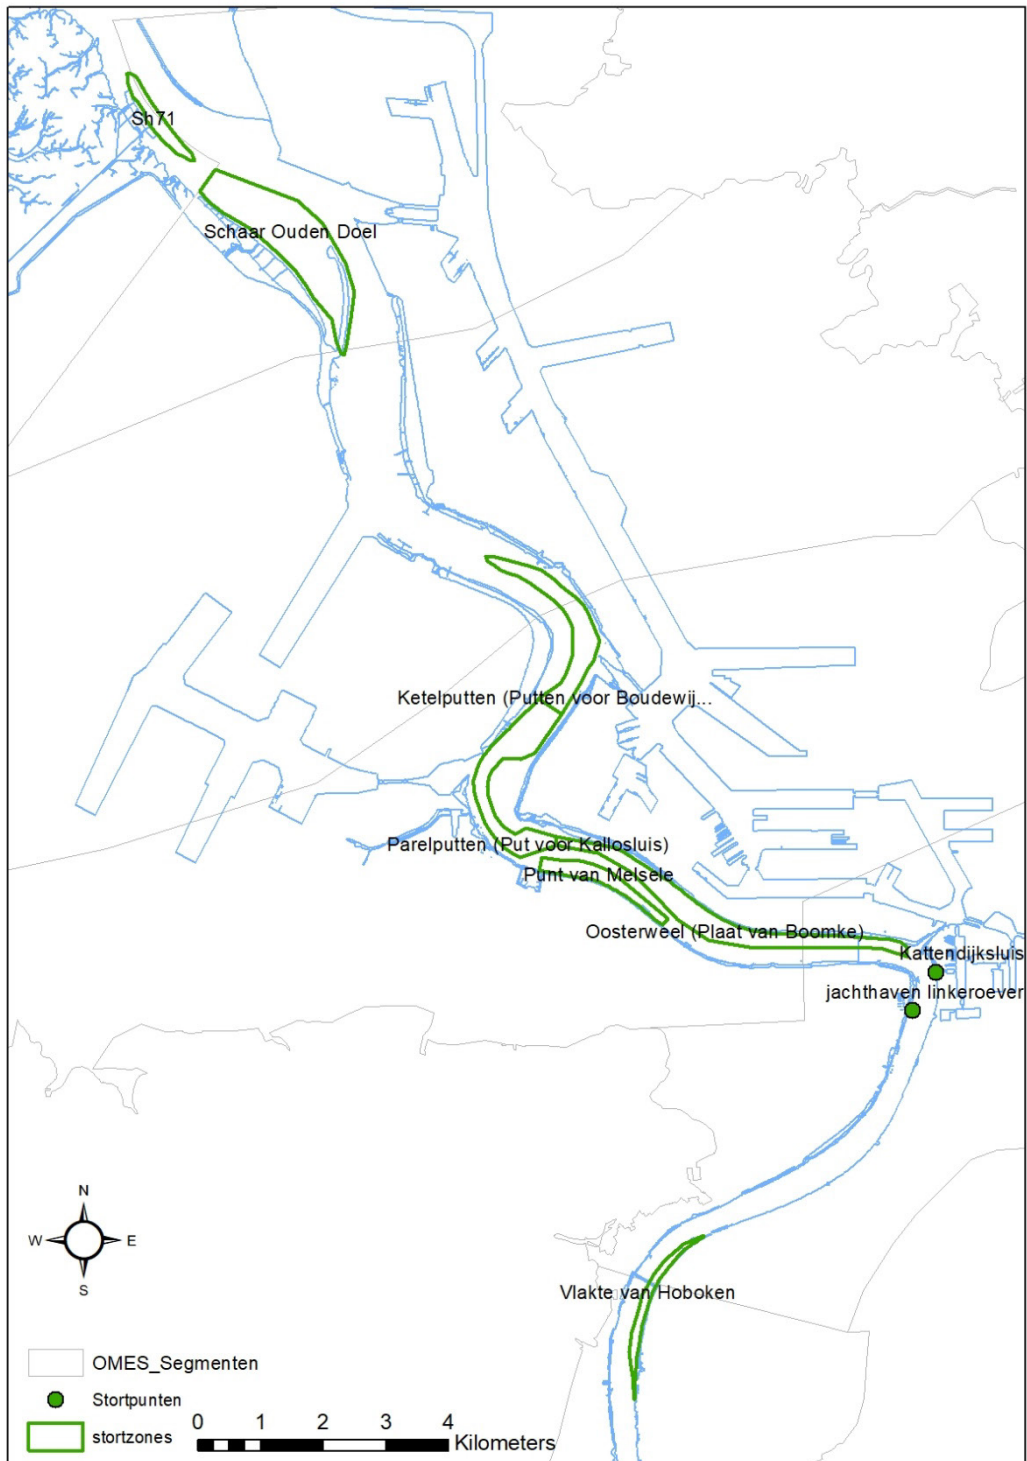 Sh71
Schaar Ouden Doel
Ketelputten (Putten voor Boudewij...
Parelputten (Put voor Kallosluis)
Punt van Melsele
Oosterweel (Plaat van Boomke)
Kattendijksluis
jachthaven linkeroever
N
W E
S
Vlakte van Hoboken
OMES_Segmenten
Stortpunten
stortzones
0 1 2 3 4
Kilometers